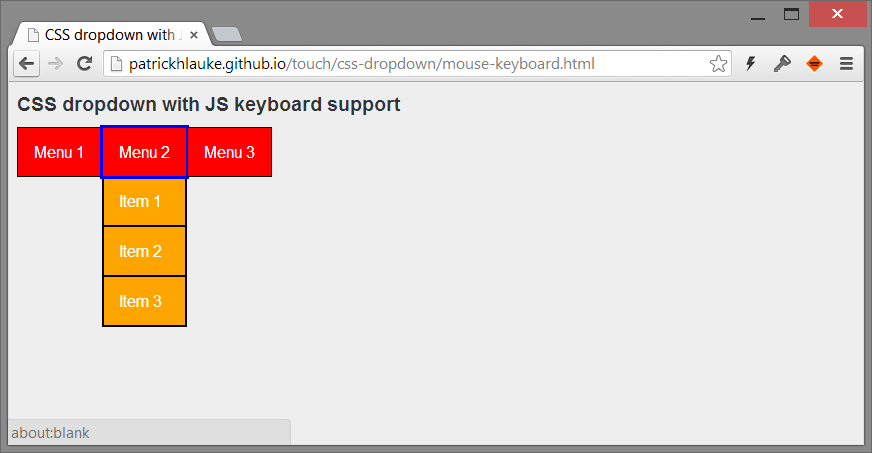 CSS dropdown with J
patrickhlauke.github.io/touch/css-dropdown/mouse-keyboard.html
CSS dropdown with JS keyboard support
Menu 1 Menu 2 Menu 3
Item 1
Item 2
Item 3
about:blank